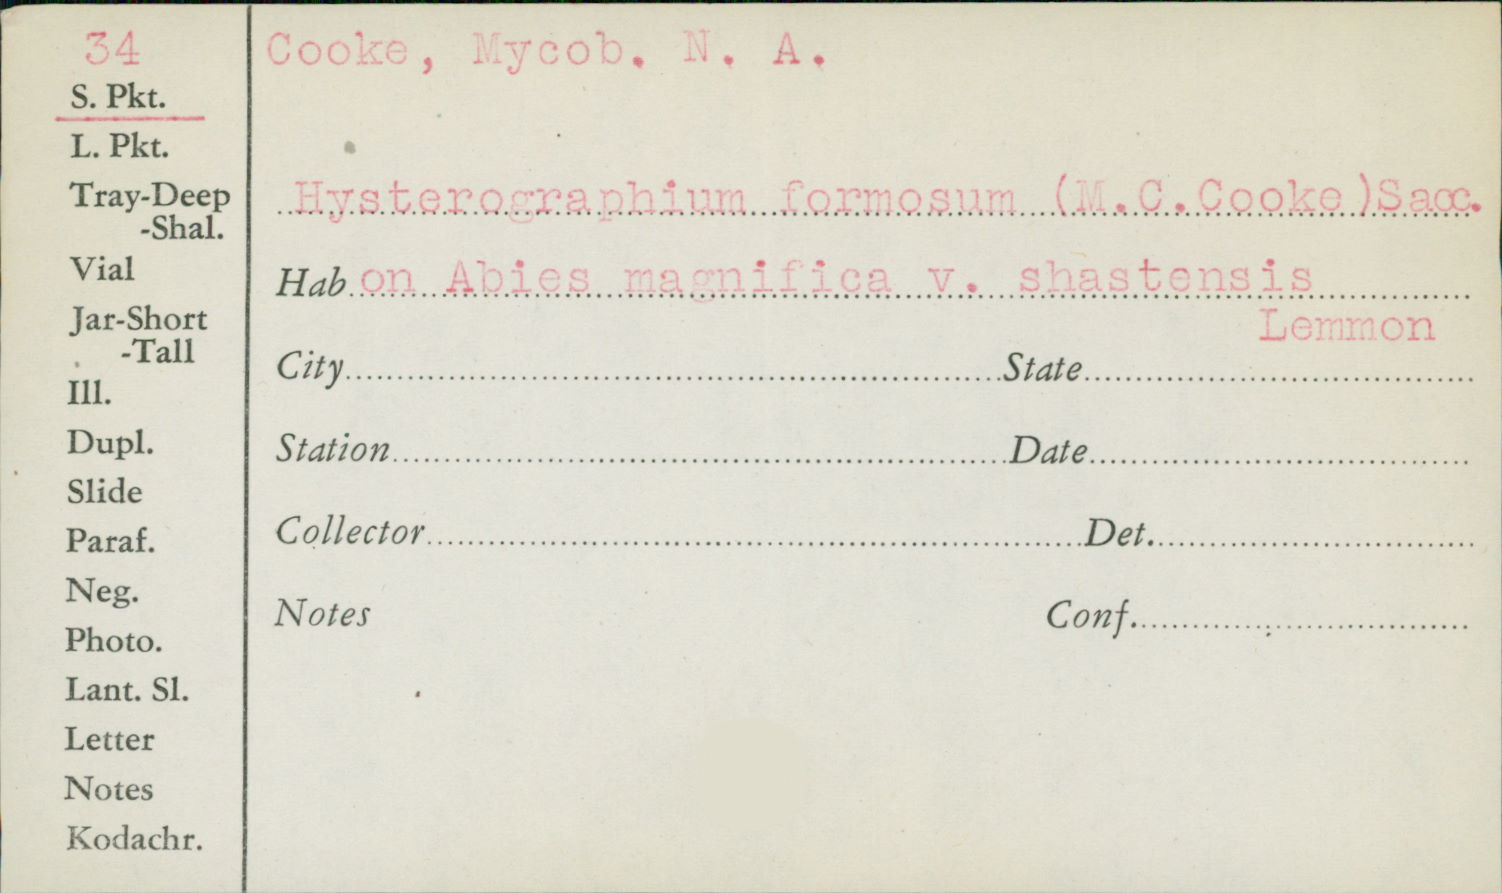 34
S. Pkt.
L. Pkt.
Tray-Deep
-Shal.
Vial
Jar-Short
-Tall
Ill.
Dupl.
Slide
Paraf.
Neg.
Photo.
Lant. Sl.
Letter
Notes
Kodachr.
Cooke, Mycob. N. A.
Hysterographium formosum (M.C.Cooke)Sacc.
Hab on Abies magnifica v. shastensis
Lemmon
City State
Station Date
Collector Det.
Notes Conf.